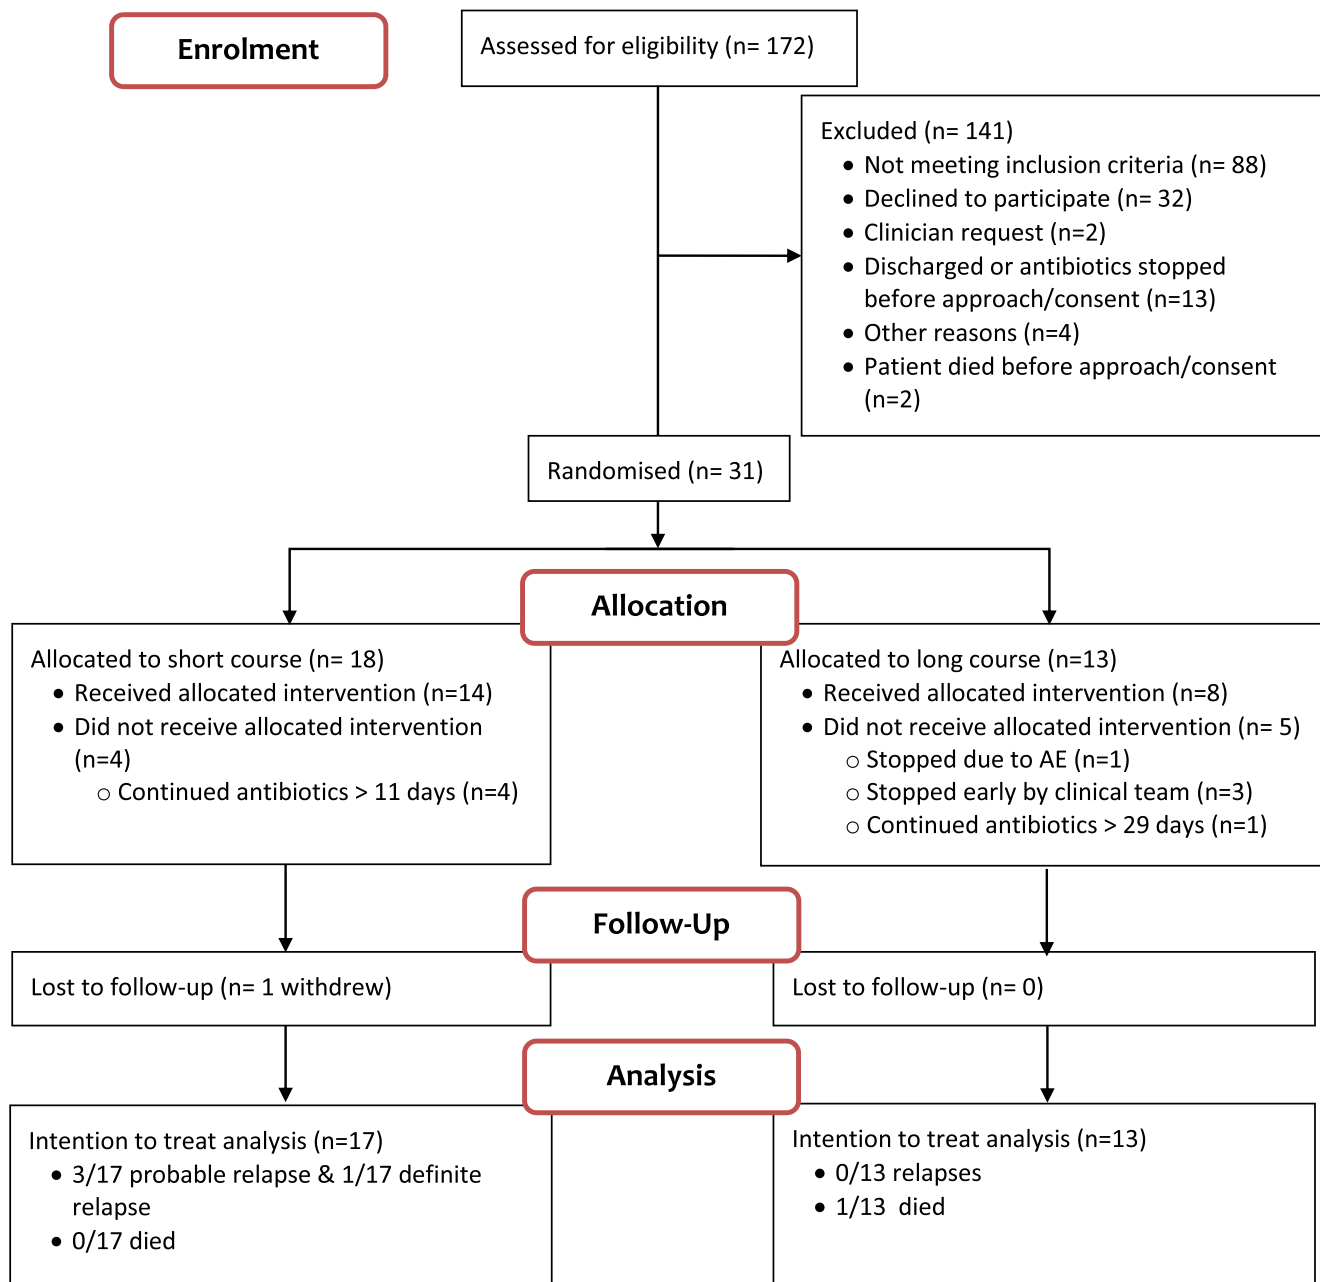 Enrolment
Assessed for eligibility (n= 172)
Excluded (n= 141)
• Not meeting inclusion criteria (n= 88)
• Declined to participate (n= 32)
• Clinician request (n=2)
• Discharged or antibiotics stopped
before approach/consent (n=13)
• Other reasons (n=4)
• Patient died before approach/consent
(n=2)
Randomised (n= 31)
Allocation
Allocated to short course (n= 18)
• Received allocated intervention (n=14)
• Did not receive allocated intervention
(n=4)
o Continued antibiotics > 11 days (n=4)
Allocated to long course (n=13)
• Received allocated intervention (n=8)
• Did not receive allocated intervention (n= 5)
o Stopped due to AE (n=1)
o Stopped early by clinical team (n=3)
o Continued antibiotics > 29 days (n=1)
Follow-Up
Lost to follow-up (n= 1 withdrew)
Lost to follow-up (n= 0)
Analysis
Intention to treat analysis (n=17)
• 3/17 probable relapse & 1/17 definite
relapse
• 0/17 died
Intention to treat analysis (n=13)
• 0/13 relapses
• 1/13  died